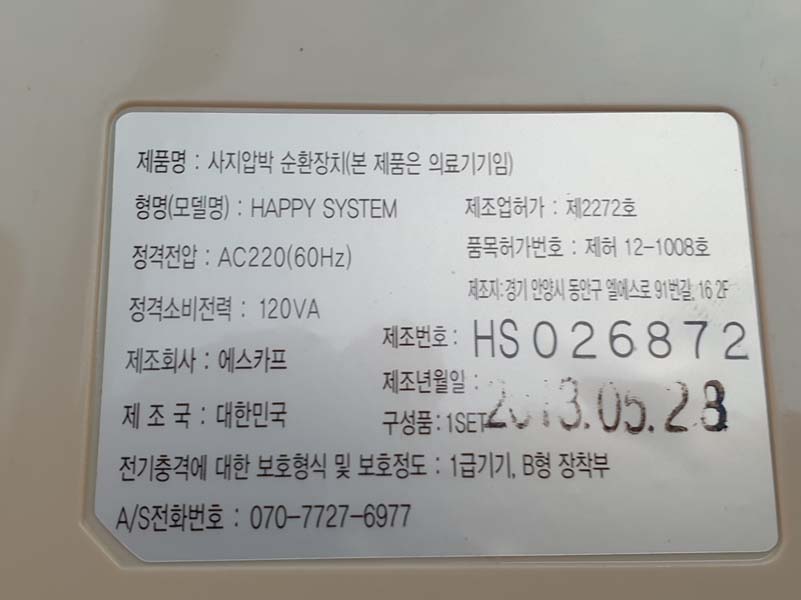 제품명 : 사지압박 순환장치(본 제품은 의료기기임)
형명(모델명) : HAPPY SYSTEM
제조업허가 : 제2272호
정격전압 : AC220(60Hz)
품목허가번호 : 제허 12-1008호
정격소비전력 : 120VA
제조지:경기 안양시 동안구 엘에스로 91번길, 16 2F
제조회사 : 에스카프
제조번호: HS026872
제조년월일 : 2013.05.28
제 조 국 : 대한민국
구성품:1SET
전기충격에 대한 보호형식 및 보호정도 : 1급기기, B형 장착부
A/S전화번호 : 070-7727-6977